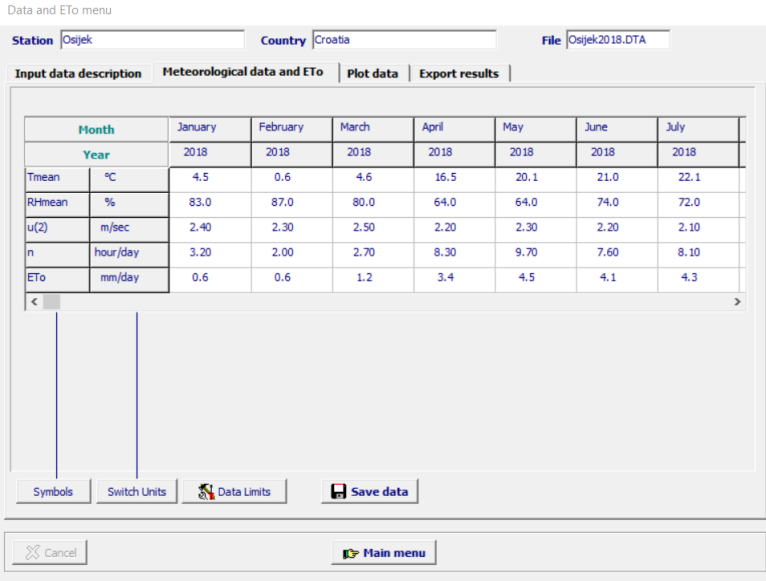 Data and ETo menu
Station Osijek Country Croatia File Osijek2018.DTA
Input data description Meteorological data and ETo Plot data Export results
Month January February March April May June July
Year 2018 2018 2018 2018 2018 2018 2018
Tmean °C 4.5 0.6 4.6 16.5 20.1 21.0 22.1
RHmean % 83.0 87.0 80.0 64.0 64.0 74.0 72.0
u(2) m/sec 2.40 2.30 2.50 2.20 2.30 2.20 2.10
n hour/day 3.20 2.00 2.70 8.30 9.70 7.60 8.10
ETo mm/day 0.6 0.6 1.2 3.4 4.5 4.1 4.3
Symbols Switch Units Data Limits Save data
Cancel Main menu